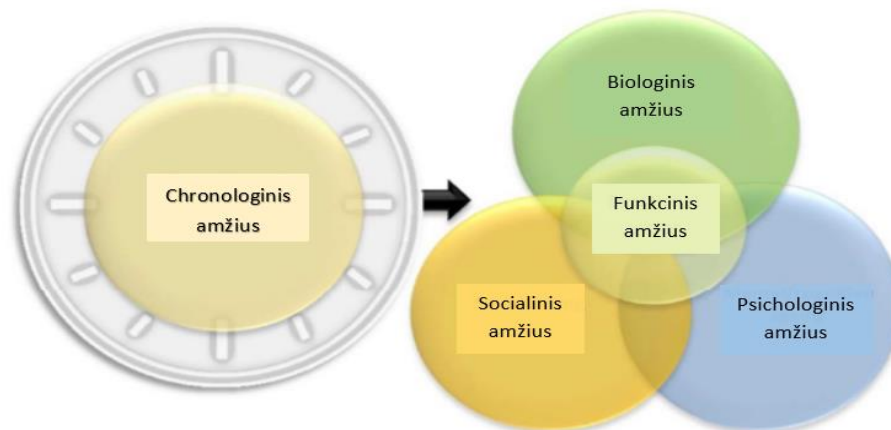 Chronologinis
amžius
Biologinis
amžius
Funkcinis
amžius
Socialinis
amžius
Psichologinis
amžius